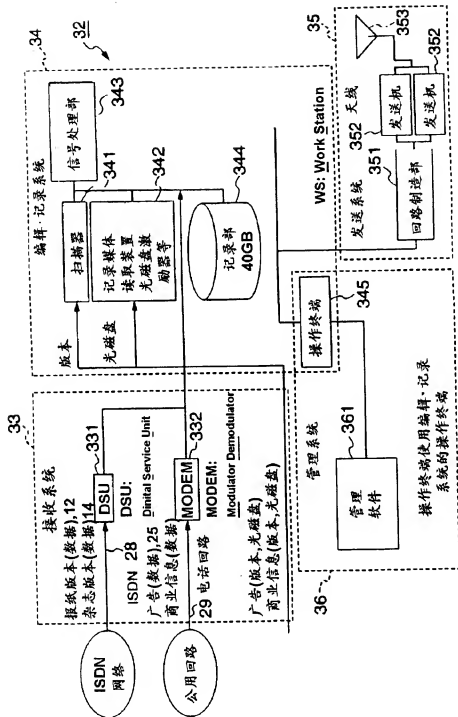 33
接收系统
报纸版本(数据),12
杂志版本(数据)14
331
DSU
DSU:
Dinital Service Unit
28
ISDN
ISDN
网络
广告(数据),25
商业信息(数据)
332
MODEM
MODEM:
Modulator Demodulator
29 电话回路
公用回路
广告(版本,光磁盘)
商业信息(版本,光磁盘)
34
32
编辑·记录系统
版本
光磁盘
扫描器
341
信号处理部
343
记录媒体
读取装置
光磁盘激
励器等
342
记录部
40GB
344
WS: Work Station
操作终端
345
35
发送系统
回路制造部
351
352
发送机
发送机
352
天线
353
36
管理系统
管理
软件
361
操作终端使用编辑·记录
系统的操作终端